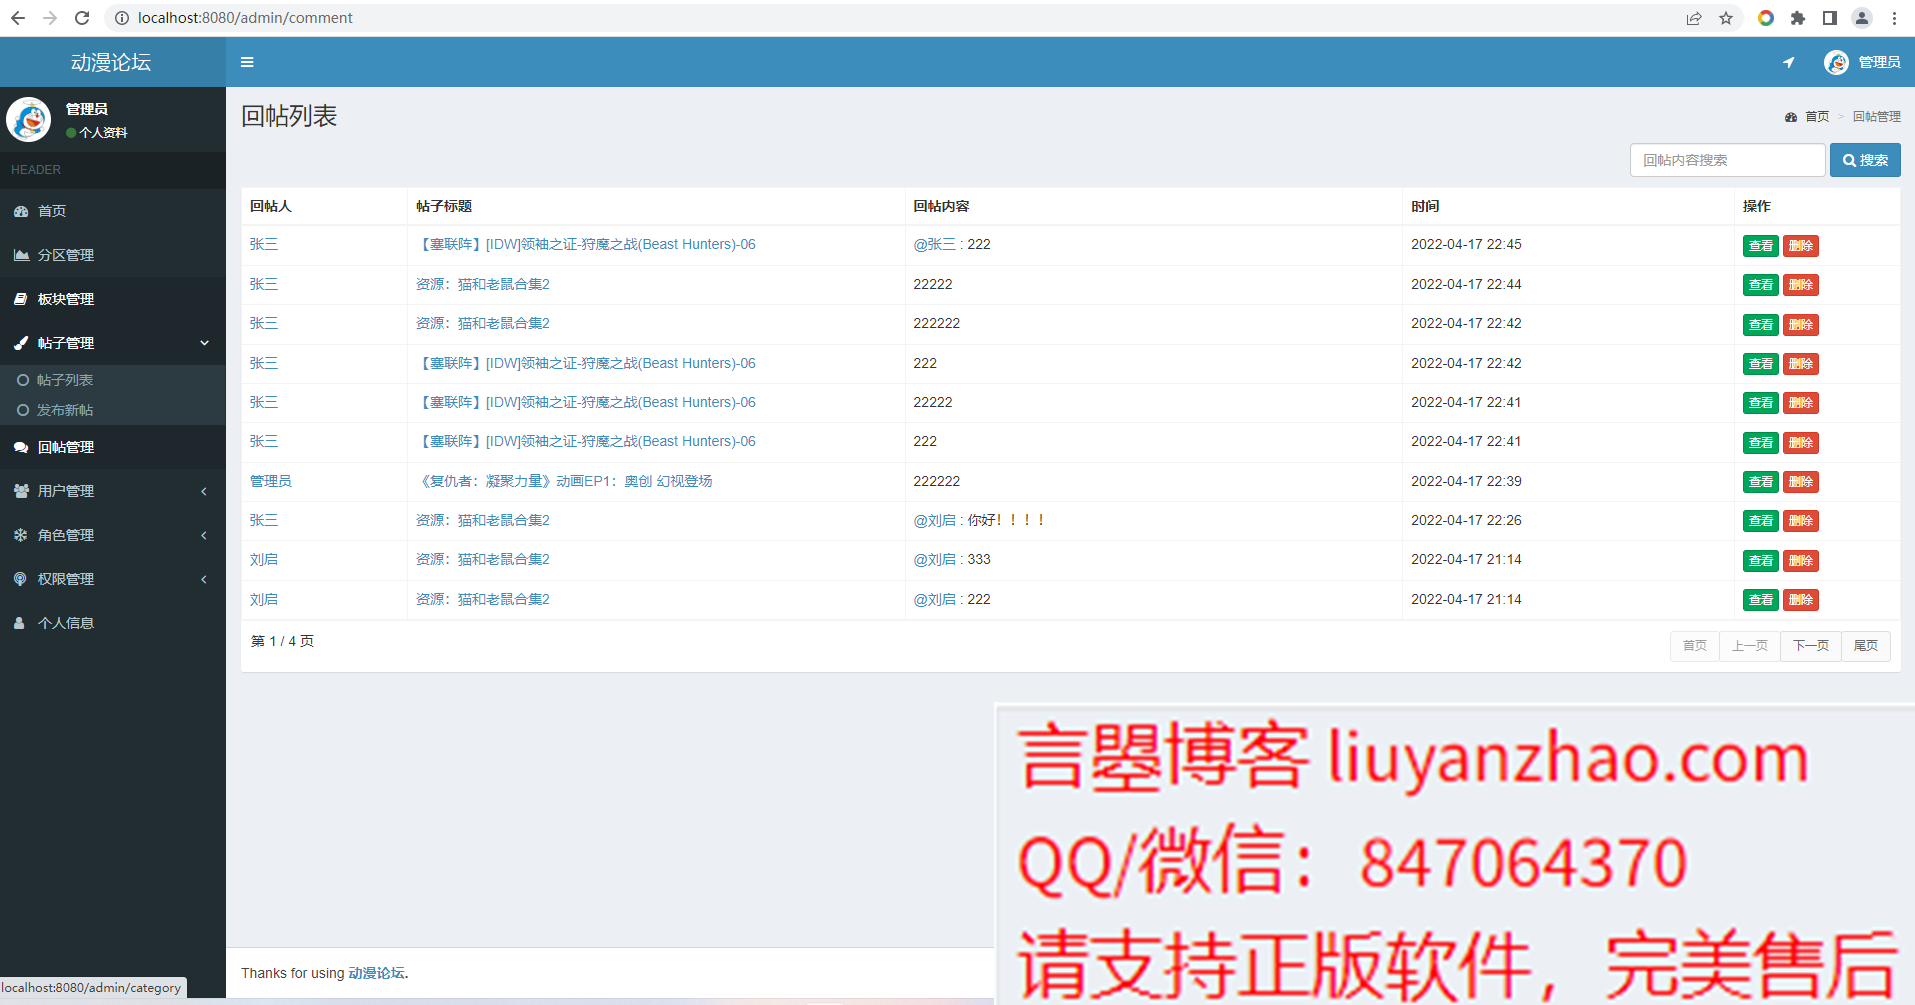 localhost:8080/admin/comment
动漫论坛
管理员
管理员
个人资料
回帖列表
首页 > 回帖管理
HEADER
回帖内容搜索 搜索
首页
分区管理
板块管理
帖子管理
帖子列表
发布新帖
回帖管理
用户管理
角色管理
权限管理
个人信息
回帖人 帖子标题 回帖内容 时间 操作
张三 【塞联阵】[IDW]领袖之证-狩魔之战(Beast Hunters)-06 @张三 : 222 2022-04-17 22:45 查看 删除
张三 资源：猫和老鼠合集2 22222 2022-04-17 22:44 查看 删除
张三 资源：猫和老鼠合集2 222222 2022-04-17 22:42 查看 删除
张三 【塞联阵】[IDW]领袖之证-狩魔之战(Beast Hunters)-06 222 2022-04-17 22:42 查看 删除
张三 【塞联阵】[IDW]领袖之证-狩魔之战(Beast Hunters)-06 22222 2022-04-17 22:41 查看 删除
张三 【塞联阵】[IDW]领袖之证-狩魔之战(Beast Hunters)-06 222 2022-04-17 22:41 查看 删除
管理员 《复仇者：凝聚力量》动画EP1：奥创 幻视登场 222222 2022-04-17 22:39 查看 删除
张三 资源：猫和老鼠合集2 @刘启 : 你好！！！！ 2022-04-17 22:26 查看 删除
刘启 资源：猫和老鼠合集2 @刘启 : 333 2022-04-17 21:14 查看 删除
刘启 资源：猫和老鼠合集2 @刘启 : 222 2022-04-17 21:14 查看 删除
第 1 / 4 页 首页 上一页 下一页 尾页
言曌博客 liuyanzhao.com
QQ/微信：847064370
请支持正版软件，完美售后
Thanks for using 动漫论坛.
localhost:8080/admin/category